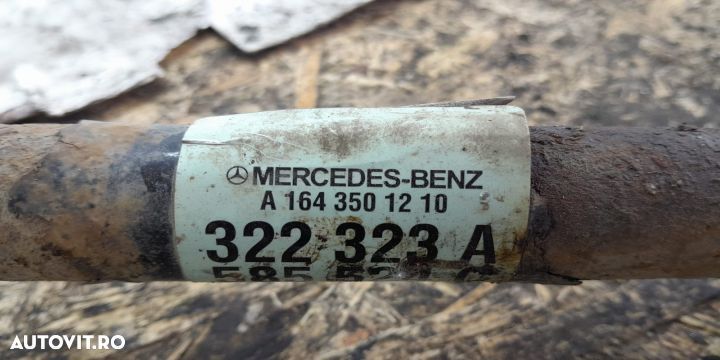 MERCEDES-BENZ
A 164 350 12 10
322 323 A
AUTOVIT.RO